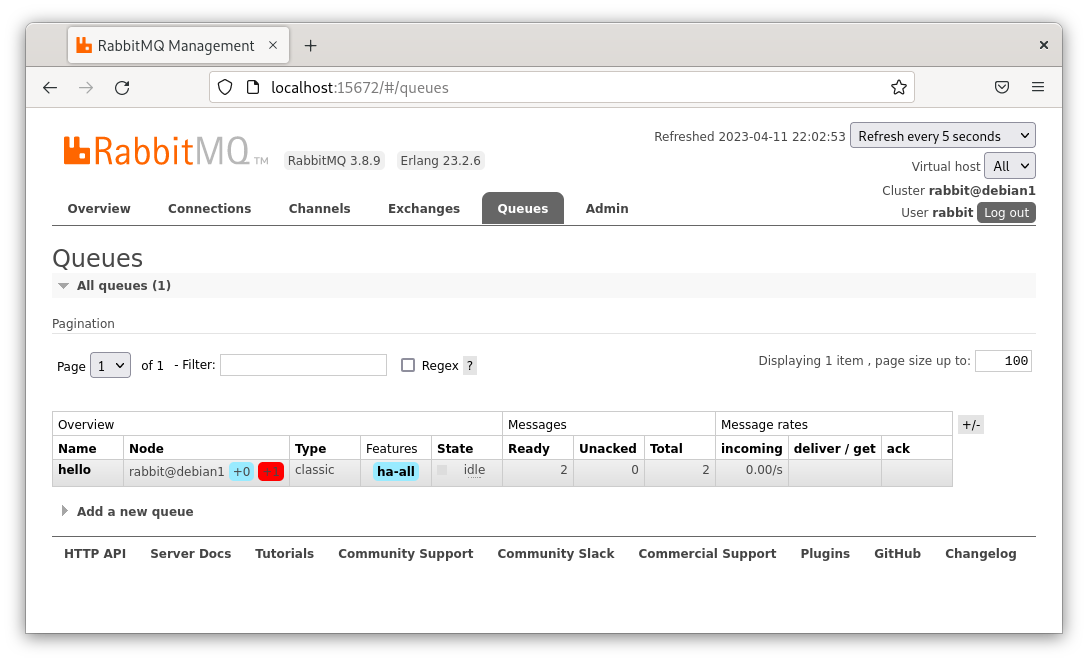 RabbitMQ Management
localhost:15672/#/queues
RabbitMQ TM RabbitMQ 3.8.9 Erlang 23.2.6
Refreshed 2023-04-11 22:02:53 Refresh every 5 seconds
Virtual host All
Cluster rabbit@debian1
User rabbit Log out
Overview Connections Channels Exchanges Queues Admin
Queues
All queues (1)
Pagination
Page 1 of 1 - Filter: Regex ? Displaying 1 item , page size up to: 100
Overview Messages Message rates +/-
Name Node Type Features State Ready Unacked Total incoming deliver / get ack
hello rabbit@debian1 +0 classic ha-all idle 2 0 2 0.00/s
Add a new queue
HTTP API Server Docs Tutorials Community Support Community Slack Commercial Support Plugins GitHub Changelog